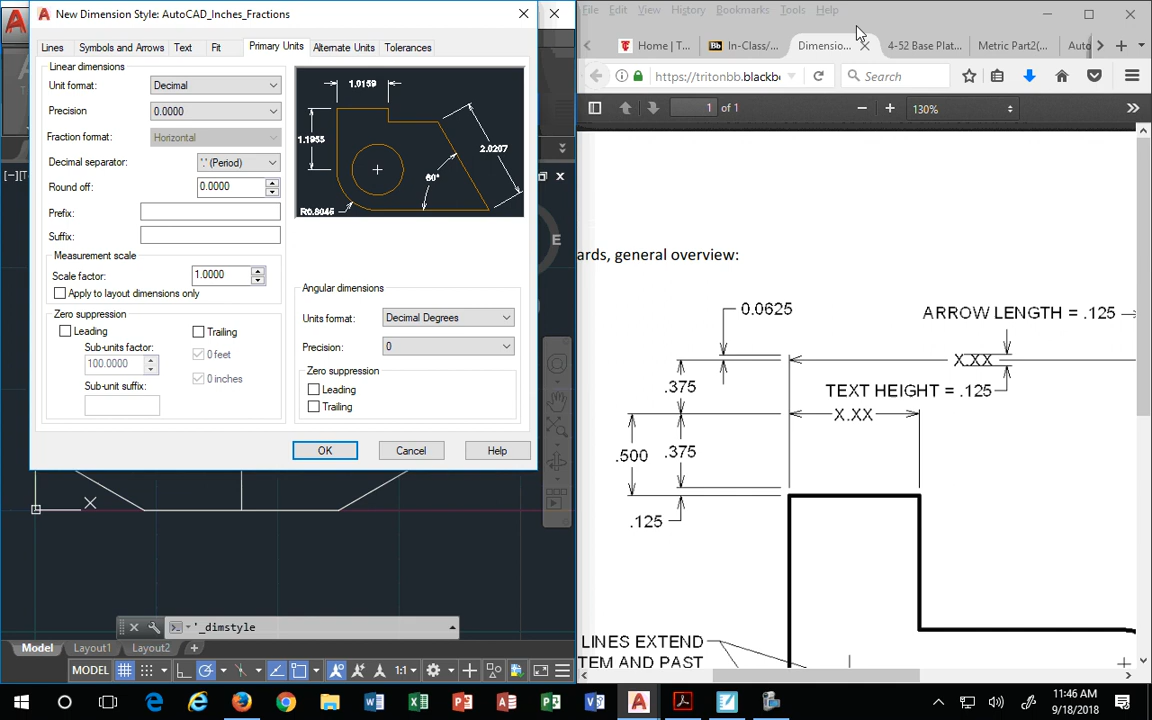 New Dimension Style: AutoCAD_Inches_Fractions
Lines
Symbols and Arrows
Text
Fit
Primary Units
Alternate Units
Tolerances
Linear dimensions
Unit format:
Decimal
Precision
0.0000
Fraction format:
Horizontal
Decimal separator:
'.' (Period)
Round off:
0.0000
Prefix:
Suffix:
Measurement scale
Scale factor:
1.0000
Apply to layout dimensions only
Zero suppression
Leading
Trailing
Sub-units factor:
100.0000
0 feet
Sub-unit suffix:
0 inches
1.0159
1.1955
2.0207
60°
R0.8045
Angular dimensions
Units format:
Decimal Degrees
Precision:
0
Zero suppression
Leading
Trailing
OK
Cancel
Help
[−][T
E
X
'_dimstyle
Model
Layout1
Layout2
MODEL
1:1
File Edit View History Bookmarks Tools Help
Home | T...
Bb In-Class/...
Dimensio...
4-52 Base Plat...
Metric Part2(...
Auto
https://tritonbb.blackb
Search
1 of 1
130%
ards, general overview:
0.0625
ARROW LENGTH = .125
X.XX
.375
TEXT HEIGHT = .125
X.XX
.500
.375
.125
LINES EXTEND
TEM AND PAST
11:46 AM
9/18/2018